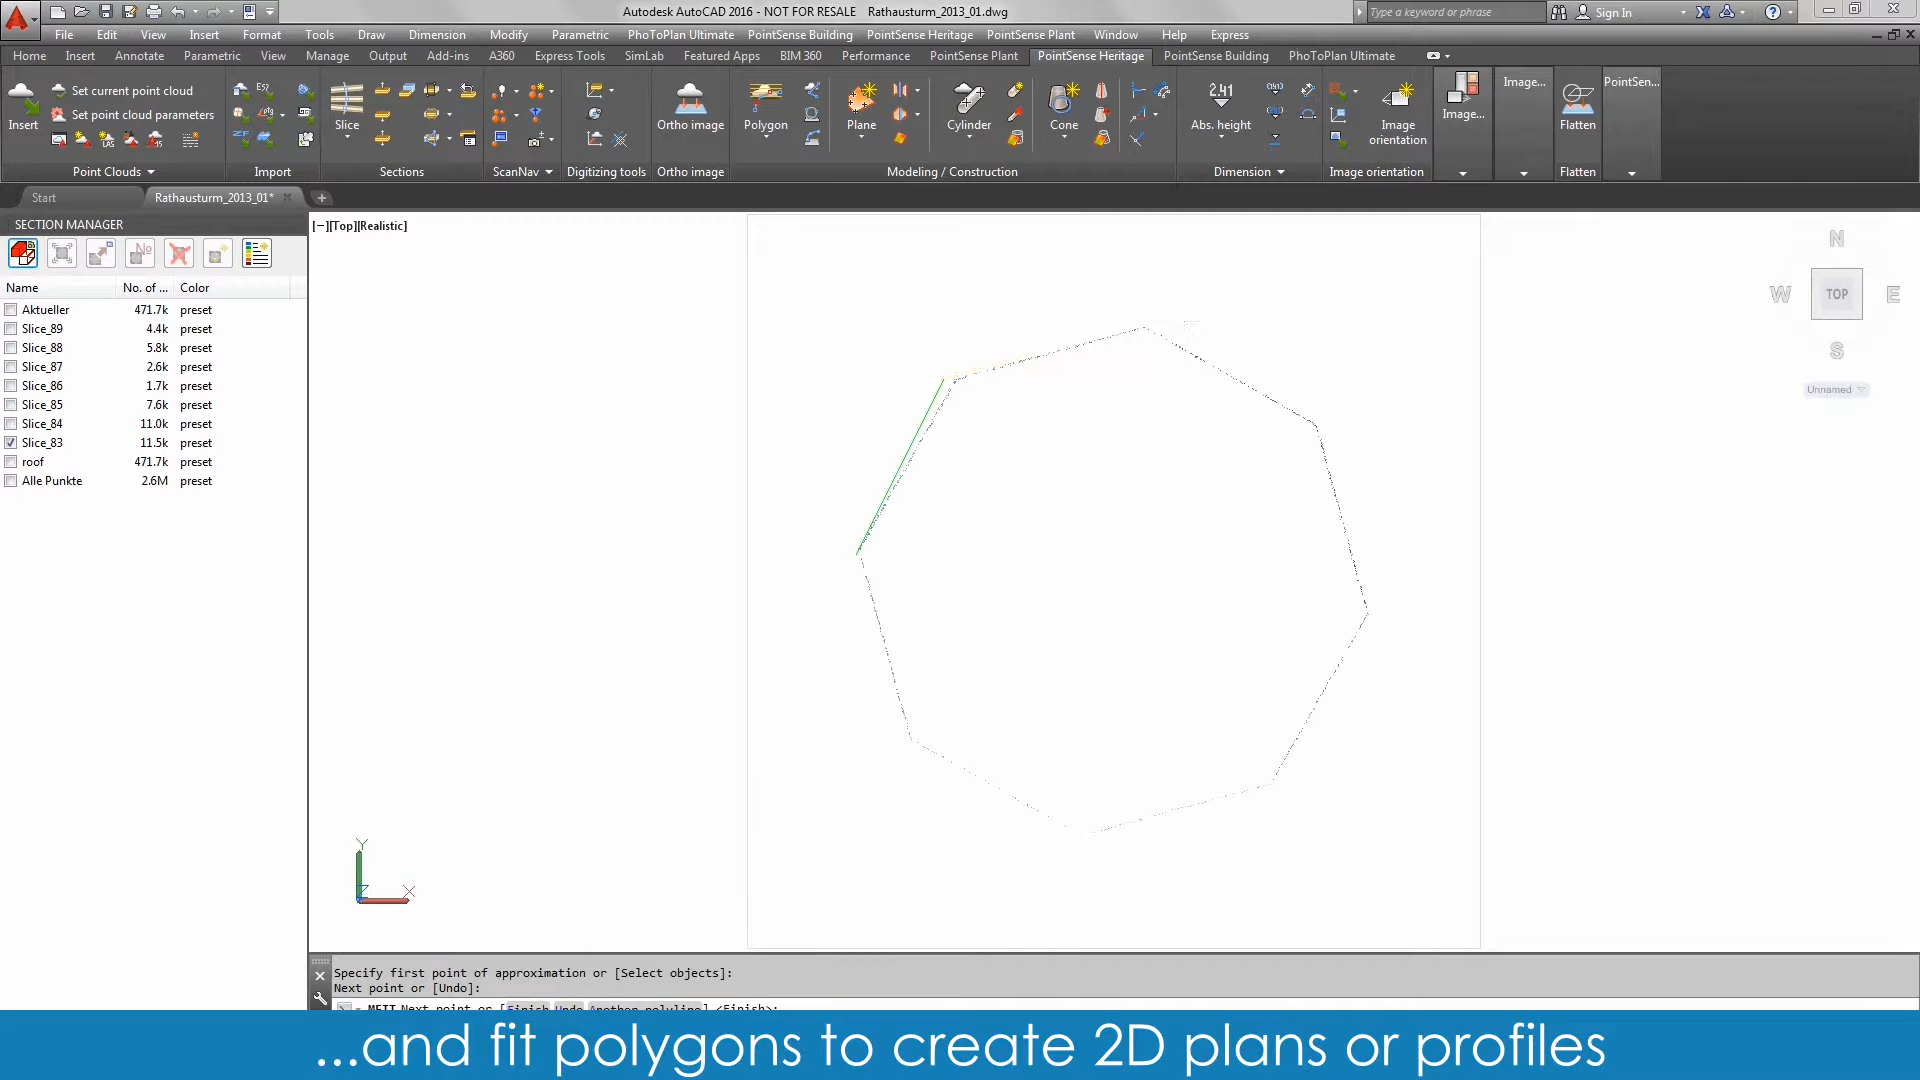 Autodesk AutoCAD 2016 - NOT FOR RESALE Rathausturm_2013_01.dwg
Type a keyword or phrase
Sign In
File Edit View Insert Format Tools Draw Dimension Modify Parametric PhoToPlan Ultimate PointSense Building PointSense Heritage PointSense Plant Window Help Express
Home Insert Annotate Parametric View Manage Output Add-ins A360 Express Tools SimLab Featured Apps BIM 360 Performance PointSense Plant PointSense Heritage PointSense Building PhoToPlan Ultimate
Insert
Set current point cloud
Set point cloud parameters
Slice
Ortho image
Polygon
Plane
Cylinder
Cone
2.41
Abs. height
Image orientation
Image...
Image...
Flatten
PointSen...
Point Clouds Import Sections ScanNav Digitizing tools Ortho image Modeling / Construction Dimension Image orientation Flatten
Start Rathausturm_2013_01*
SECTION MANAGER
Name No. of ... Color
Aktueller 471.7k preset
Slice_89 4.4k preset
Slice_88 5.8k preset
Slice_87 2.6k preset
Slice_86 1.7k preset
Slice_85 7.6k preset
Slice_84 11.0k preset
Slice_83 11.5k preset
roof 471.7k preset
Alle Punkte 2.6M preset
[−][Top][Realistic]
N
W TOP E
S
Unnamed
Y
Z X
Specify first point of approximation or [Select objects]:
Next point or [Undo]:
Next point or [Finish Undo Another polyline] <Finish>:
...and fit polygons to create 2D plans or profiles